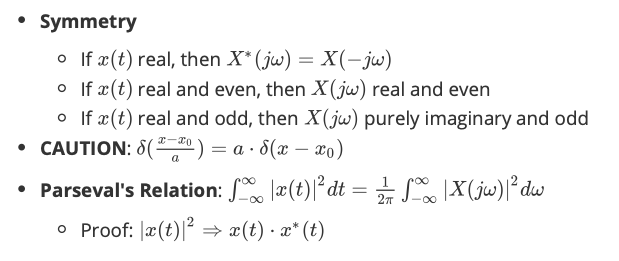 • Symmetry
◦ If x(t) real, then X*(jω) = X(−jω)
◦ If x(t) real and even, then X(jω) real and even
◦ If x(t) real and odd, then X(jω) purely imaginary and odd
• CAUTION: δ((x−x₀)/a) = a · δ(x − x₀)
• Parseval's Relation: ∫_{−∞}^{∞} |x(t)|² dt = 1/2π ∫_{−∞}^{∞} |X(jω)|² dω
◦ Proof: |x(t)|² ⇒ x(t) · x*(t)